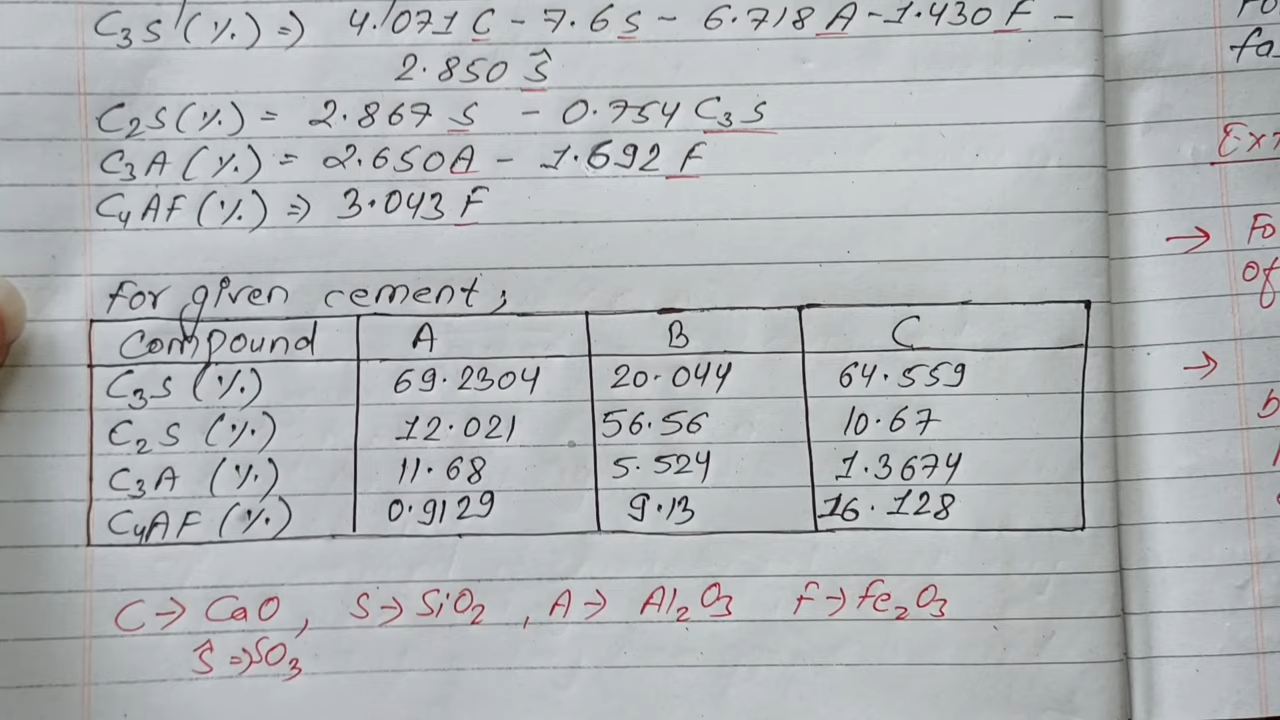 C₃S (%) => 4.071 C - 7.6 S - 6.718 A - 1.430 F -
2.850 Ŝ
C₂S (%) = 2.867 S - 0.754 C₃S
C₃A (%) = 2.650A - 1.692 F
C₄AF (%) => 3.043 F
for given cement,
Compound A B C
C₃S (%) 69.2304 20.044 64.559
C₂S (%) 12.021 56.56 10.67
C₃A (%) 11.68 5.524 1.3674
C₄AF (%) 0.9129 9.13 16.128
C → CaO, S → SiO₂, A → Al₂O₃ F → Fe₂O₃
Ŝ => SO₃
→ Fo
of
→